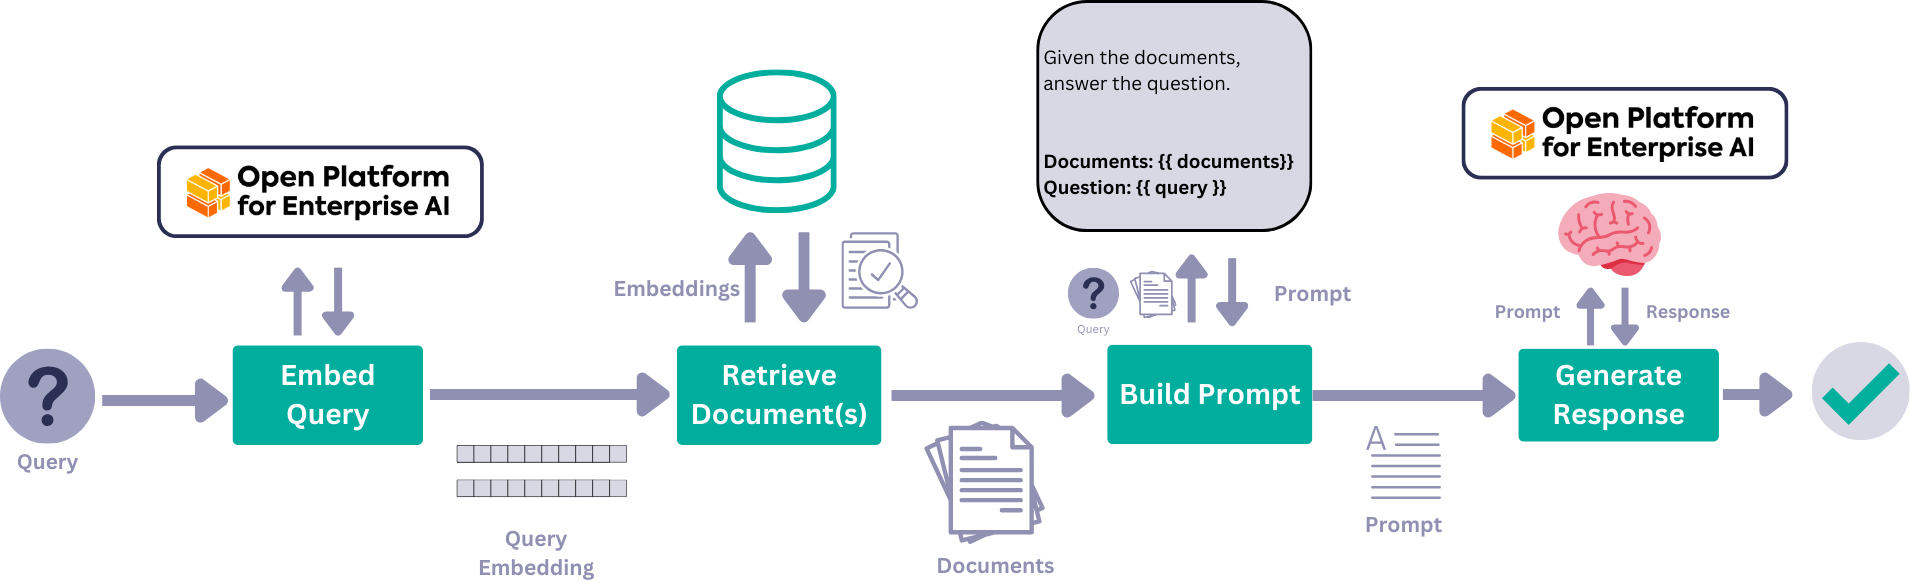 Given the documents,
answer the question.
Documents: {{ documents}}
Question: {{ query }}
Open Platform
for Enterprise AI
Open Platform
for Enterprise AI
Embeddings
?
Query
Prompt
Prompt
Response
?
Query
Embed
Query
Retrieve
Document(s)
Build Prompt
Generate
Response
Query
Embedding
Documents
A
Prompt